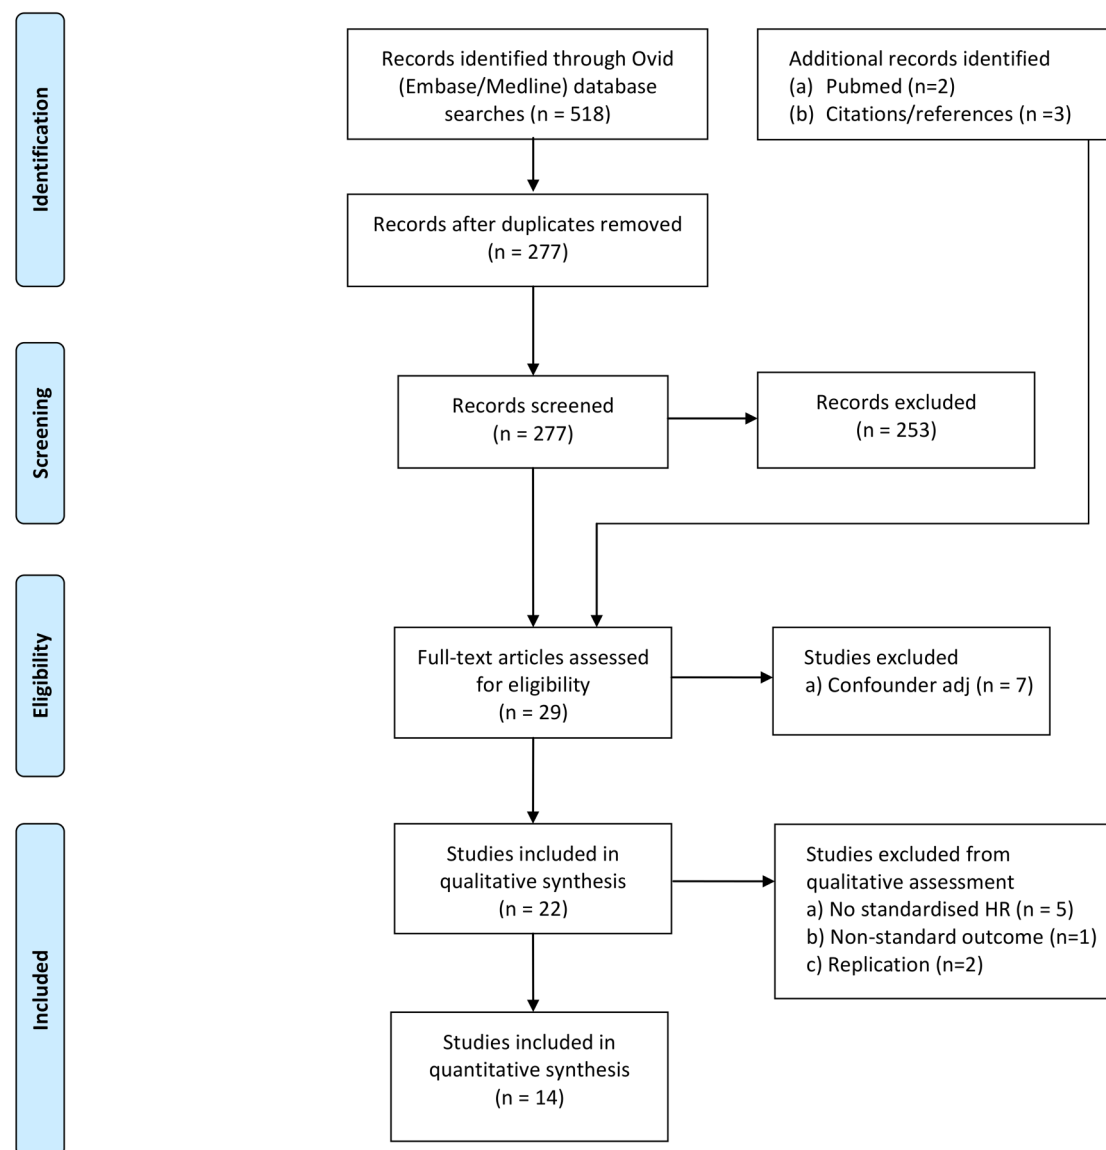 Identification
Records identified through Ovid
(Embase/Medline) database
searches (n = 518)
Additional records identified
(a) Pubmed (n=2)
(b) Citations/references (n =3)
Records after duplicates removed
(n = 277)
Screening
Records screened
(n = 277)
Records excluded
(n = 253)
Eligibility
Full-text articles assessed
for eligibility
(n = 29)
Studies excluded
a) Confounder adj (n = 7)
Included
Studies included in
qualitative synthesis
(n = 22)
Studies excluded from
qualitative assessment
a) No standardised HR (n = 5)
b) Non-standard outcome (n=1)
c) Replication (n=2)
Studies included in
quantitative synthesis
(n = 14)